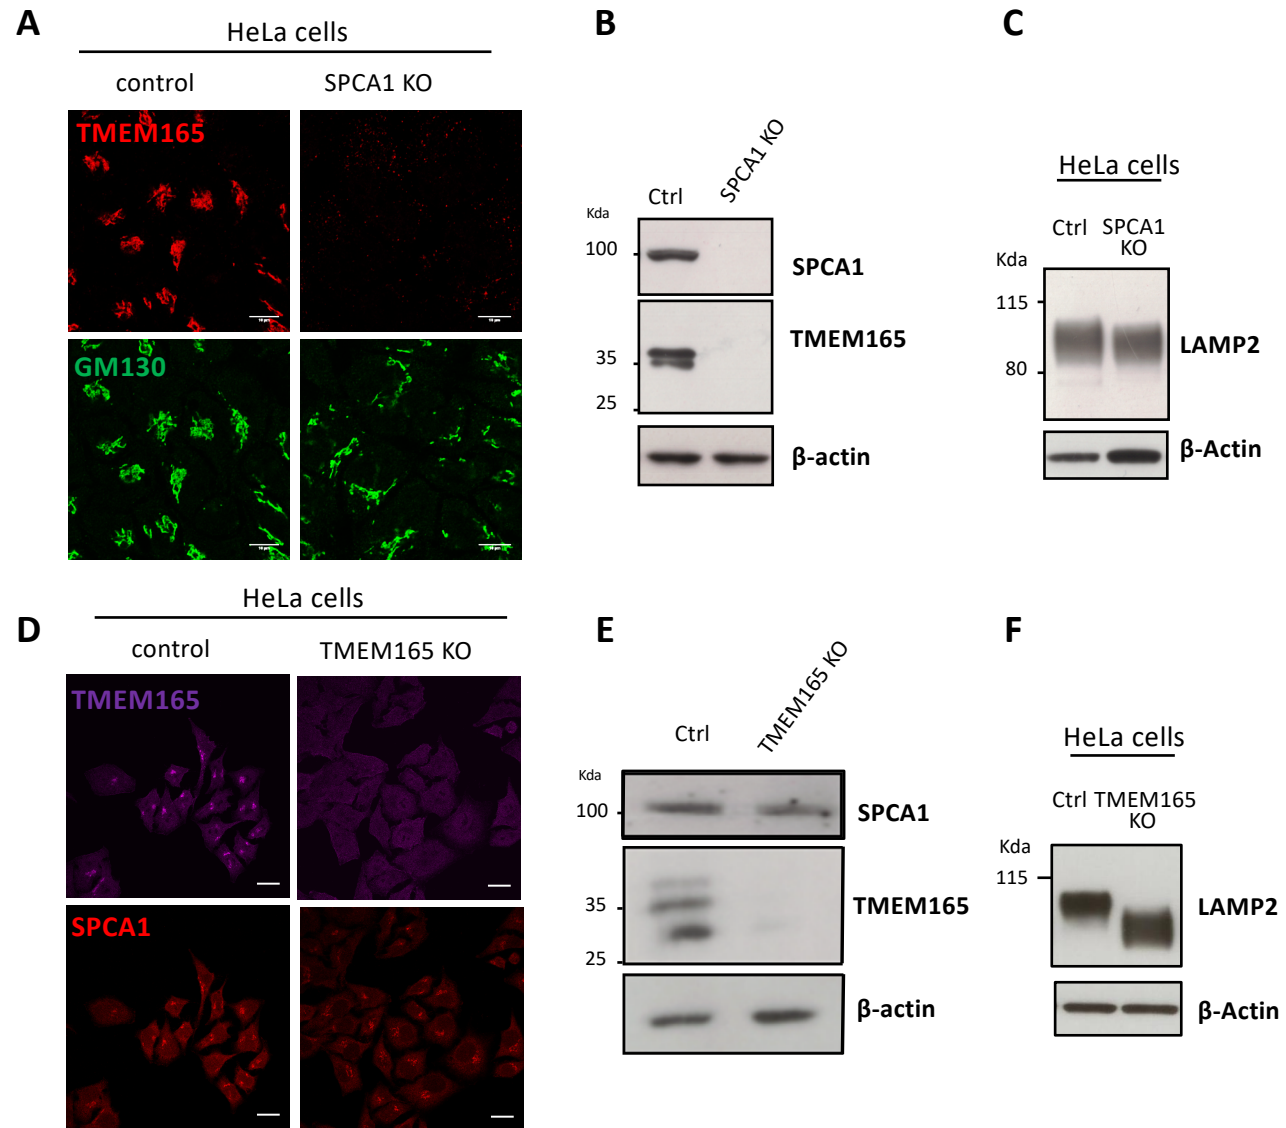 A
HeLa cells
control SPCA1 KO
TMEM165
GM130
B
Ctrl SPCA1 KO
Kda
100
SPCA1
TMEM165
35
25
β-actin
C
HeLa cells
Ctrl SPCA1
KO
Kda
115
LAMP2
80
β-Actin
D
HeLa cells
control TMEM165 KO
TMEM165
SPCA1
E
Ctrl TMEM165 KO
Kda
100
SPCA1
TMEM165
35
25
β-actin
F
HeLa cells
Ctrl TMEM165
KO
Kda
115
LAMP2
β-Actin